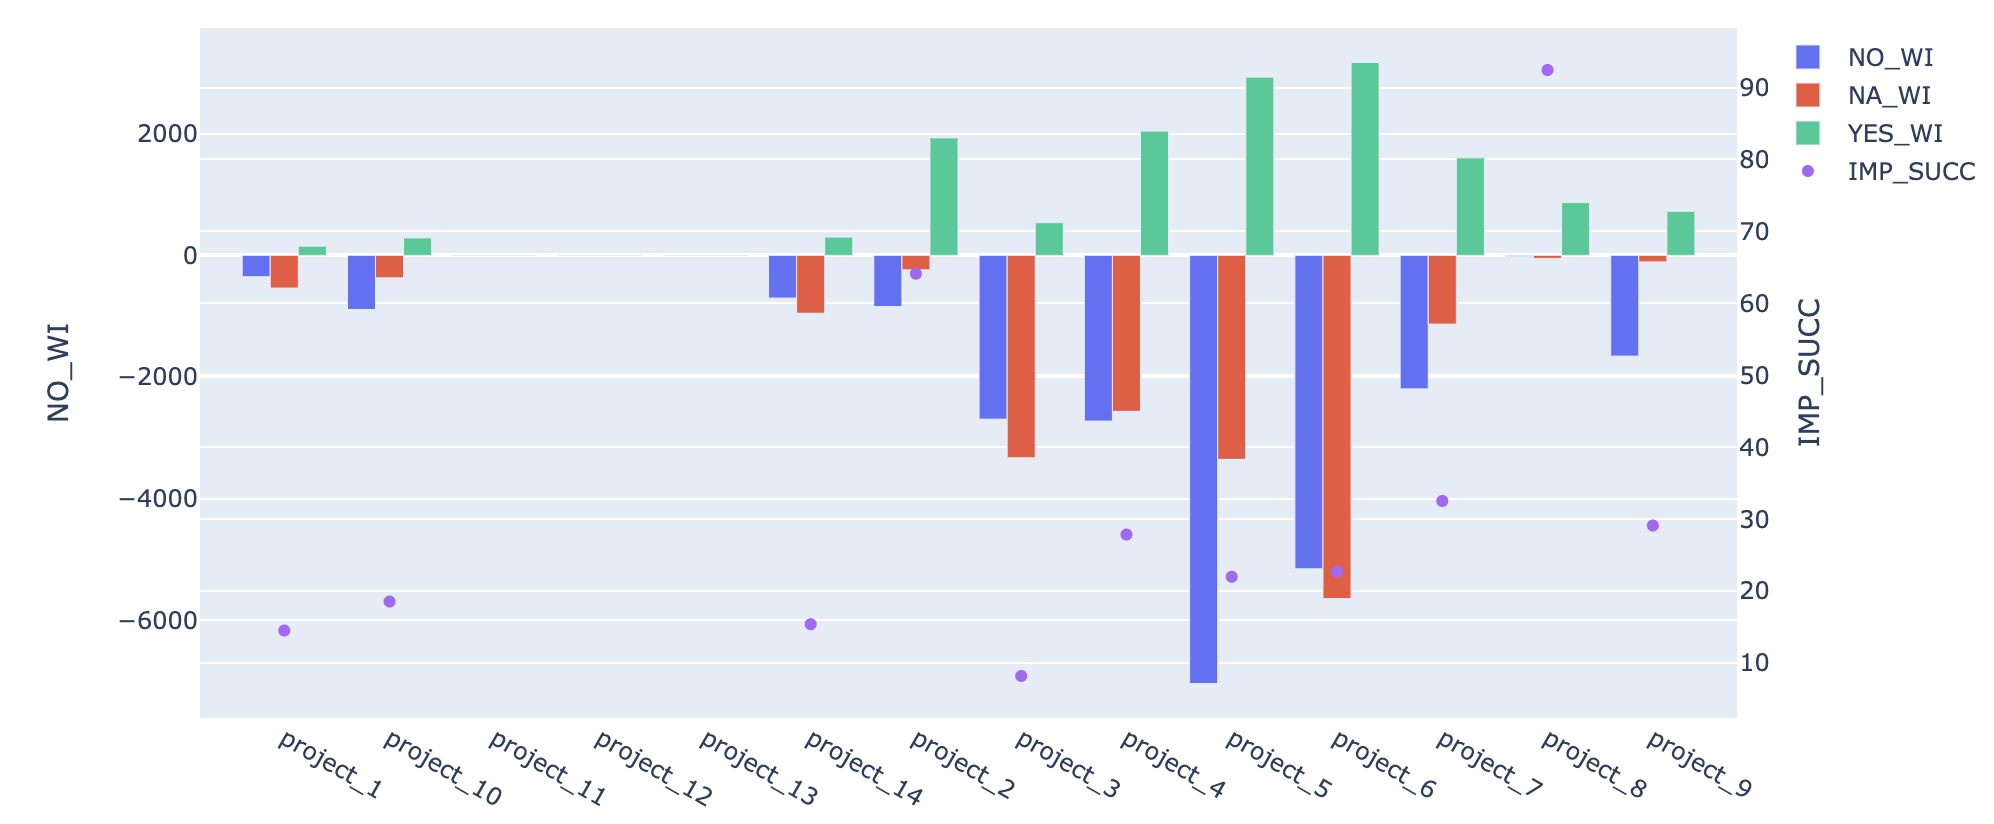 NO_WI
NA_WI
YES_WI
IMP_SUCC
2000
0
−2000
−4000
−6000
NO_WI
90
80
70
60
50
40
30
20
10
IMP_SUCC
project_1
project_10
project_11
project_12
project_13
project_14
project_2
project_3
project_4
project_5
project_6
project_7
project_8
project_9